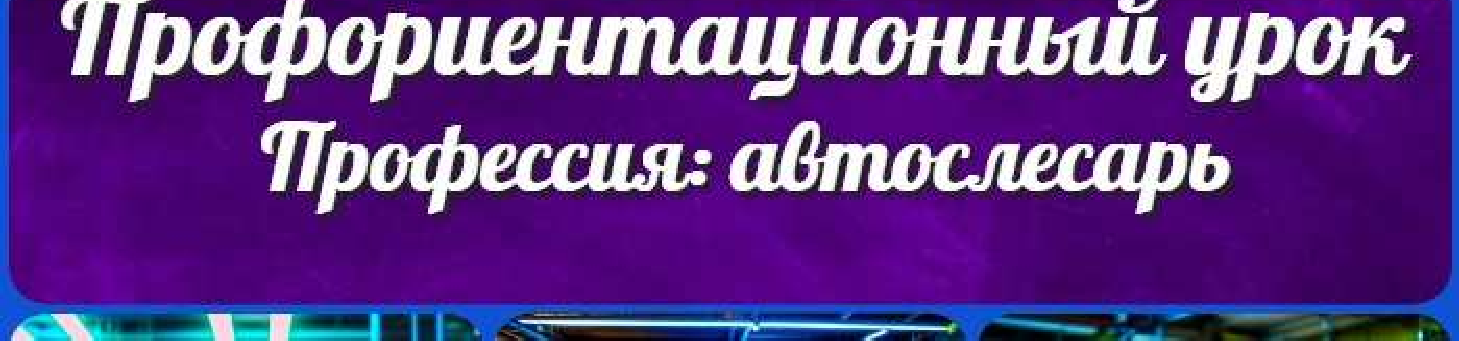 Профориентационный урок
Профессия: автослесарь